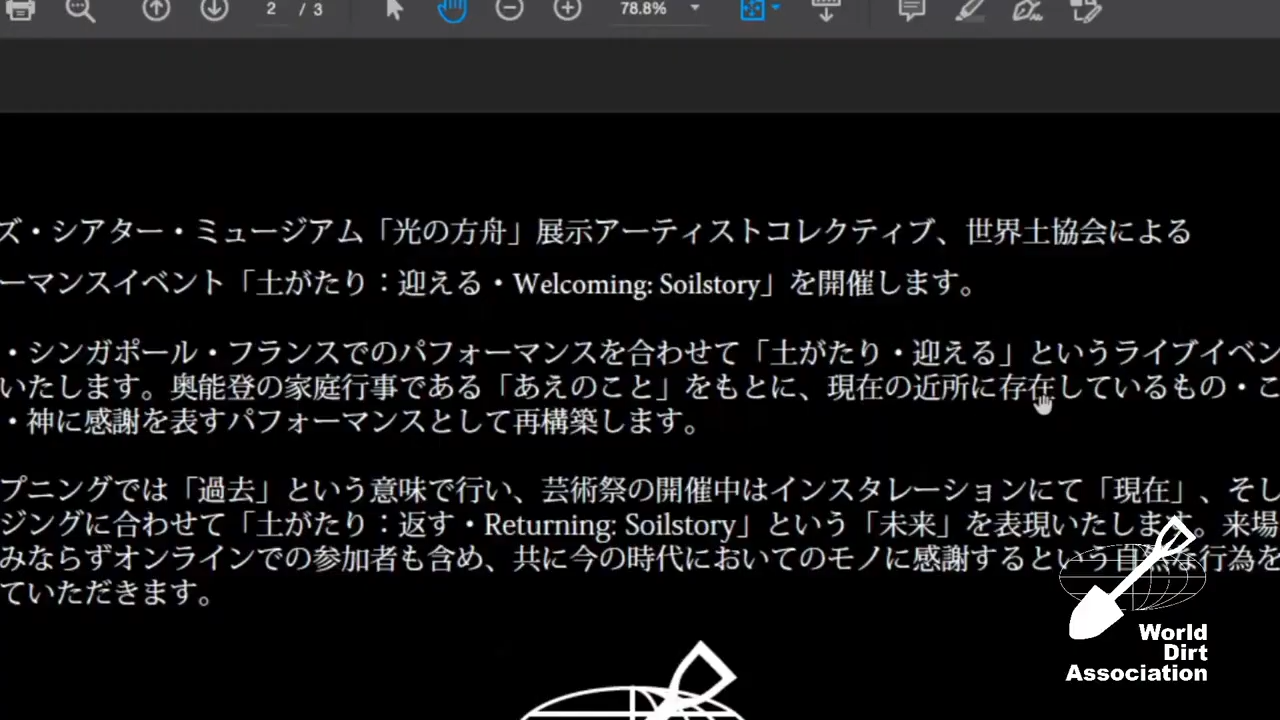 2 / 3 78.8%
ズ・シアター・ミュージアム「光の方舟」展示アーティストコレクティブ、世界土協会による
ーマンスイベント「土がたり：迎える・Welcoming: Soilstory」を開催します。
・シンガポール・フランスでのパフォーマンスを合わせて「土がたり・迎える」というライブイベン
いたします。奥能登の家庭行事である「あえのこと」をもとに、現在の近所に存在しているもの・こ
・神に感謝を表すパフォーマンスとして再構築します。
プニングでは「過去」という意味で行い、芸術祭の開催中はインスタレーションにて「現在」、そし
ジングに合わせて「土がたり：返す・Returning: Soilstory」という「未来」を表現いたします。来場
みならずオンラインでの参加者も含め、共に今の時代においてのモノに感謝するという自然な行為を
ていただきます。
World
Dirt
Association